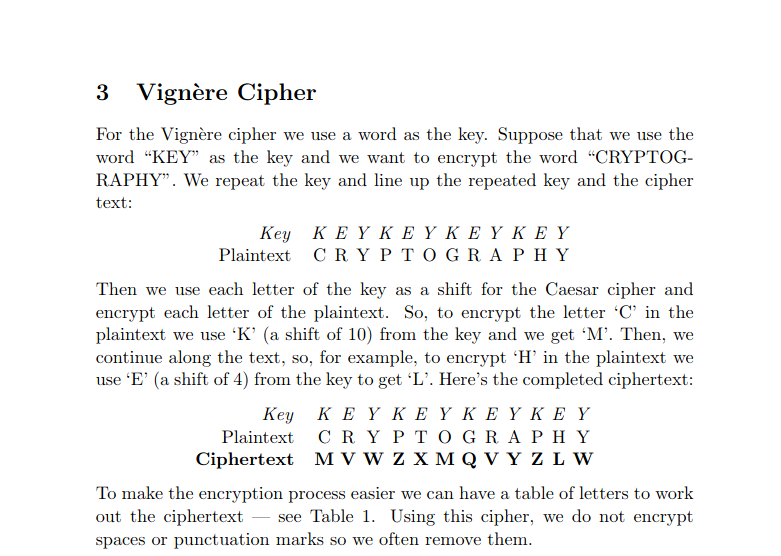 3 Vignère Cipher
For the Vignère cipher we use a word as the key. Suppose that we use the
word “KEY” as the key and we want to encrypt the word “CRYPTOG-
RAPHY”. We repeat the key and line up the repeated key and the cipher
text:
Key K E Y K E Y K E Y K E Y
Plaintext C R Y P T O G R A P H Y
Then we use each letter of the key as a shift for the Caesar cipher and
encrypt each letter of the plaintext. So, to encrypt the letter ‘C’ in the
plaintext we use ‘K’ (a shift of 10) from the key and we get ‘M’. Then, we
continue along the text, so, for example, to encrypt ‘H’ in the plaintext we
use ‘E’ (a shift of 4) from the key to get ‘L’. Here’s the completed ciphertext:
Key K E Y K E Y K E Y K E Y
Plaintext C R Y P T O G R A P H Y
Ciphertext M V W Z X M Q V Y Z L W
To make the encryption process easier we can have a table of letters to work
out the ciphertext — see Table 1. Using this cipher, we do not encrypt
spaces or punctuation marks so we often remove them.